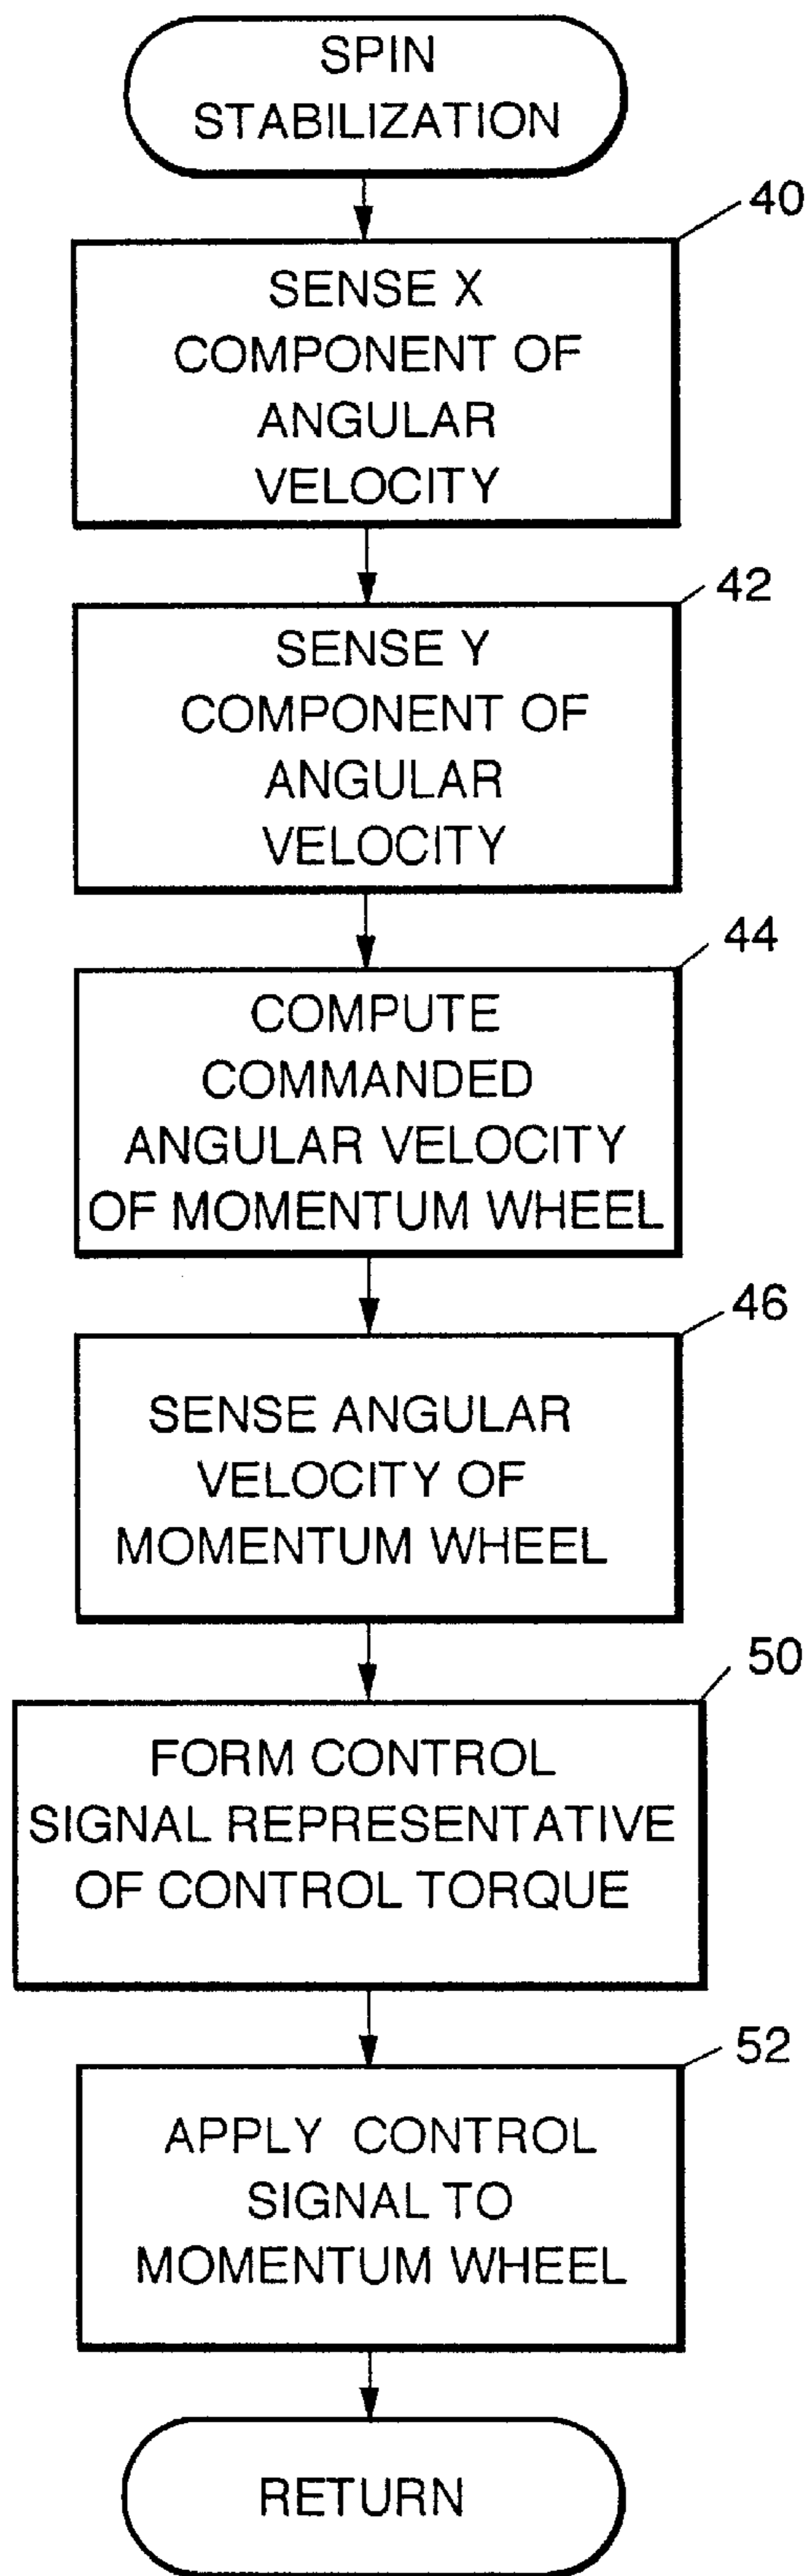 SPIN
STABILIZATION
40
SENSE X
COMPONENT OF
ANGULAR
VELOCITY
42
SENSE Y
COMPONENT OF
ANGULAR
VELOCITY
44
COMPUTE
COMMANDED
ANGULAR VELOCITY
OF MOMENTUM WHEEL
46
SENSE ANGULAR
VELOCITY OF
MOMENTUM WHEEL
50
FORM CONTROL
SIGNAL REPRESENTATIVE
OF CONTROL TORQUE
52
APPLY CONTROL
SIGNAL TO
MOMENTUM WHEEL
RETURN